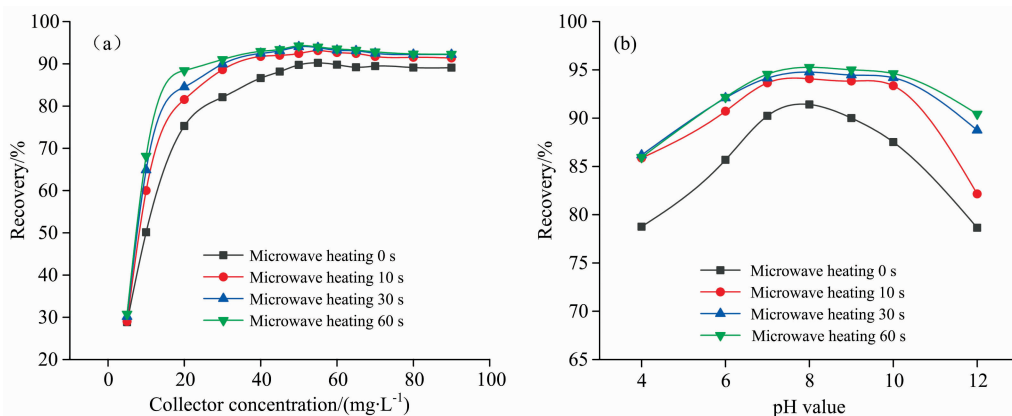 (a)
Recovery/%
100
90
80
70
60
50
40
30
20
0
20
40
60
80
100
Collector concentration/(mg·L⁻¹)
Microwave heating 0 s
Microwave heating 10 s
Microwave heating 30 s
Microwave heating 60 s
(b)
Recovery/%
100
95
90
85
80
75
70
65
4
6
8
10
12
pH value
Microwave heating 0 s
Microwave heating 10 s
Microwave heating 30 s
Microwave heating 60 s